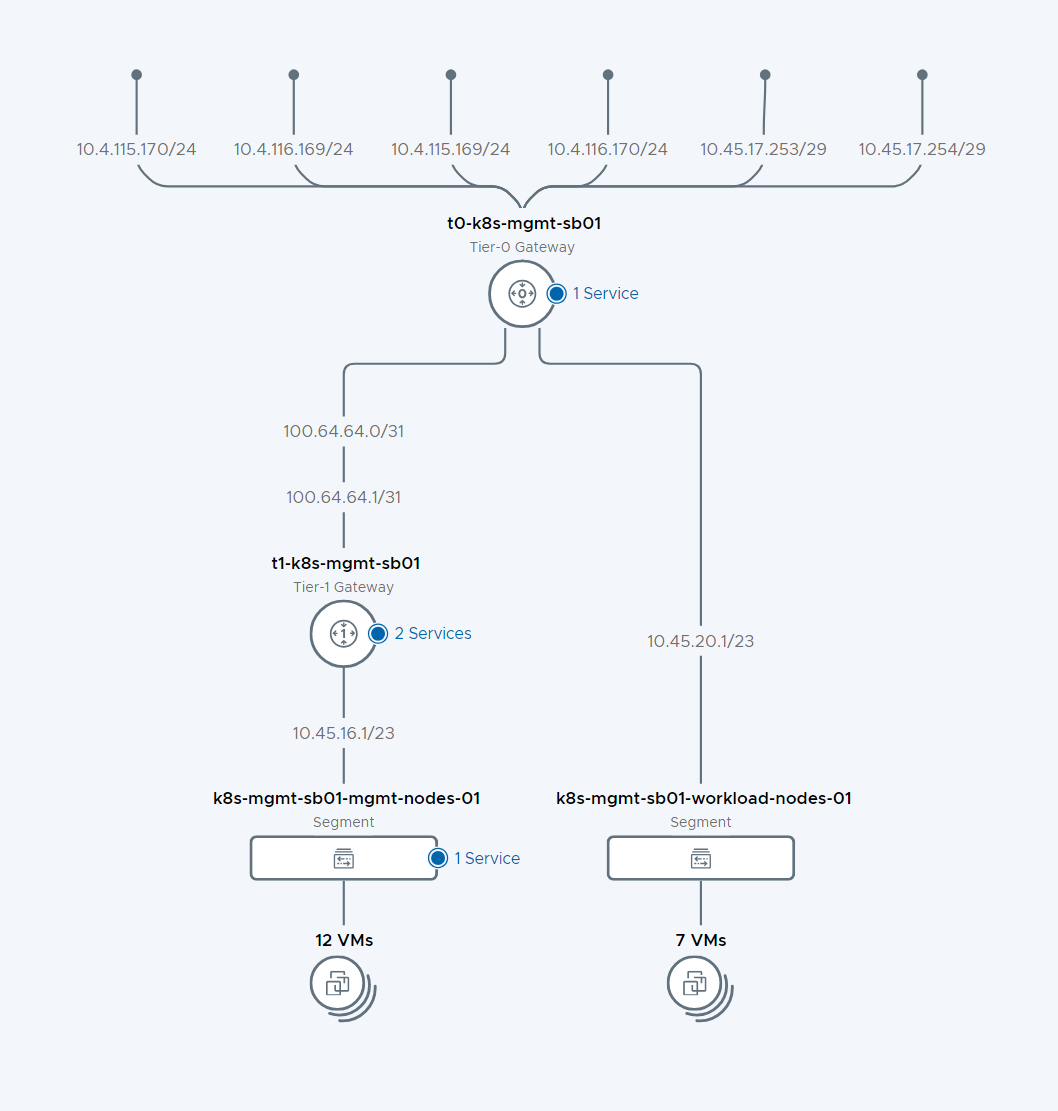 10.4.115.170/24
10.4.116.169/24
10.4.115.169/24
10.4.116.170/24
10.45.17.253/29
10.45.17.254/29
t0-k8s-mgmt-sb01
Tier-0 Gateway
0
1 Service
100.64.64.0/31
100.64.64.1/31
t1-k8s-mgmt-sb01
Tier-1 Gateway
1
2 Services
10.45.20.1/23
10.45.16.1/23
k8s-mgmt-sb01-mgmt-nodes-01
Segment
1 Service
12 VMs
k8s-mgmt-sb01-workload-nodes-01
Segment
7 VMs